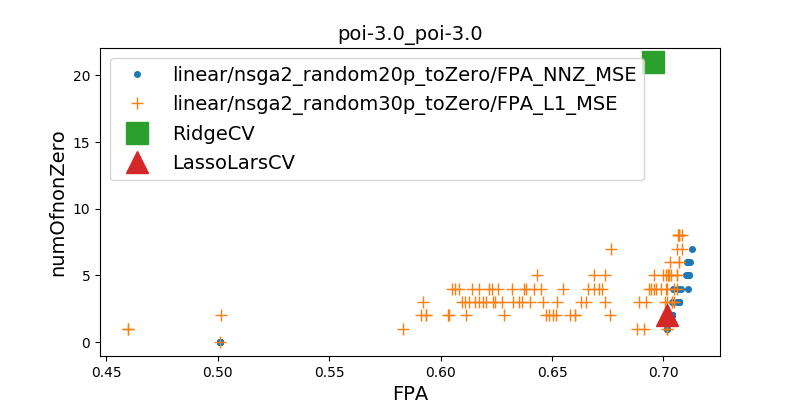 poi-3.0_poi-3.0
linear/nsga2_random20p_toZero/FPA_NNZ_MSE
linear/nsga2_random30p_toZero/FPA_L1_MSE
RidgeCV
LassoLarsCV
numOfnonZero
20
15
10
5
0
0.45
0.50
0.55
0.60
0.65
0.70
FPA